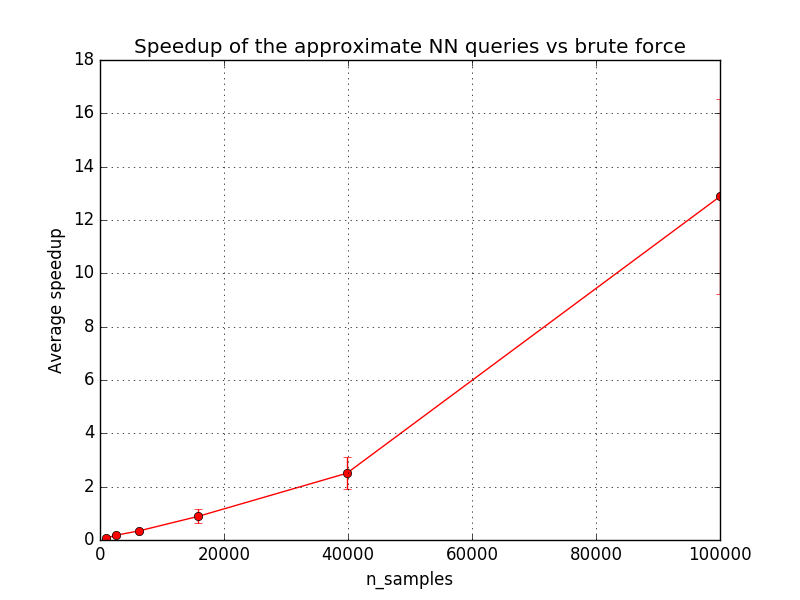 Speedup of the approximate NN queries vs brute force
18
16
14
12
10
8
6
4
2
0
Average speedup
0 20000 40000 60000 80000 100000
n_samples